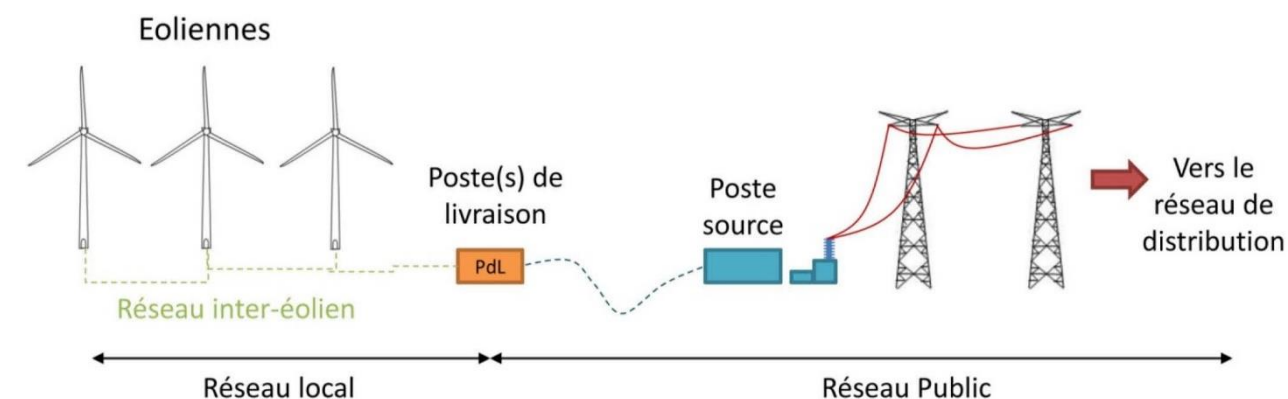 Eoliennes
Poste(s) de
livraison
Poste
source
Vers le
réseau de
distribution
PdL
Réseau inter-éolien
Réseau local
Réseau Public